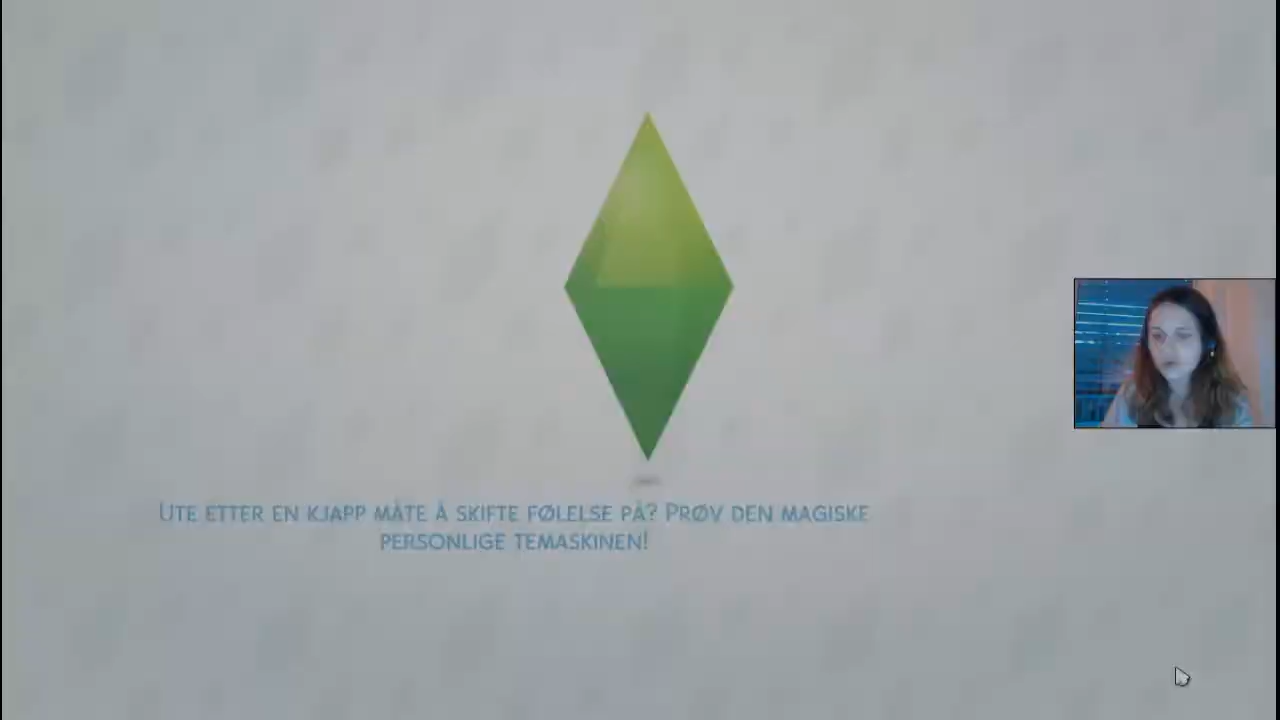 Ute etter en kjapp måte å skifte følelse på? Prøv den magiske
personlige temaskinen!